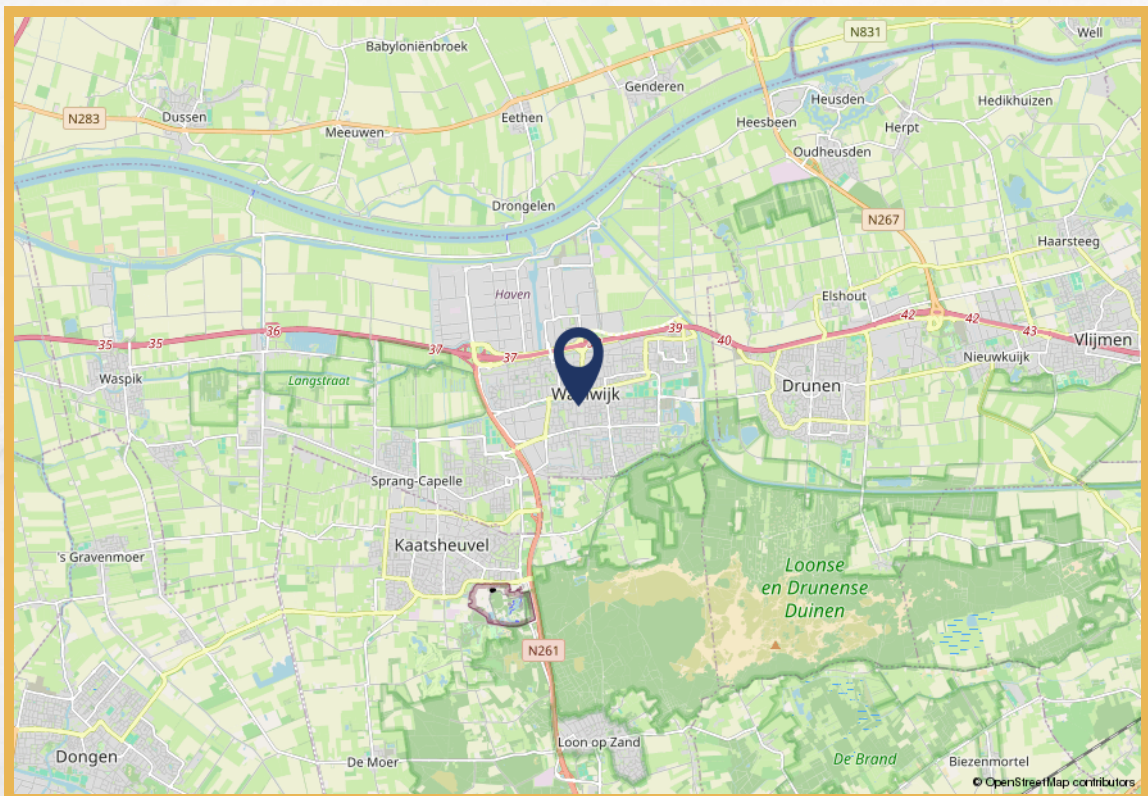 N831
Well
Babyloniënbroek
Genderen
Heusden
Hedikhuizen
N283
Dussen
Eethen
Meeuwen
Heesbeen
Herpt
Oudheusden
Drongelen
N267
Haarsteeg
Haven
Elshout
35
35
36
37
37
39
40
42
42
43
Vlijmen
Nieuwkuijk
Waspik
Langstraat
Drunen
Sprang-Capelle
Kaatsheuvel
's Gravenmoer
Loonse
en Drunense
Duinen
N261
Loon op Zand
Dongen
De Moer
De Brand
Biezenmortel
© OpenStreetMap contributors